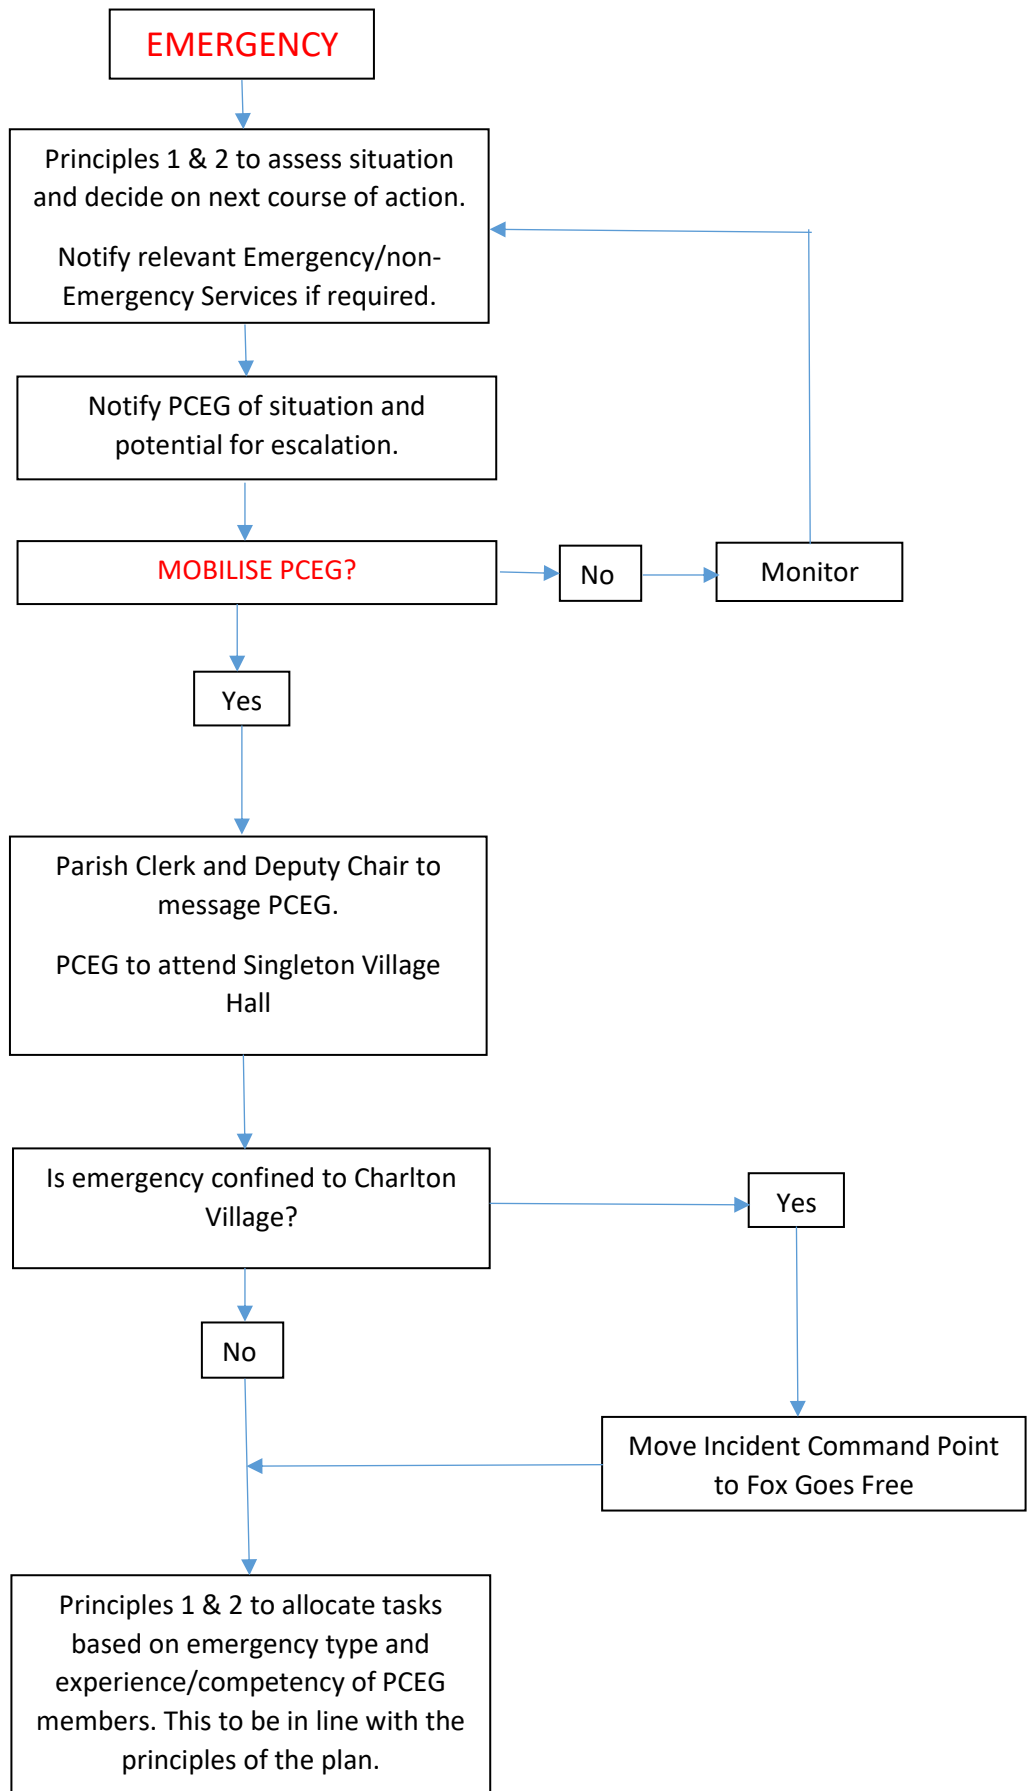 EMERGENCY
Principles 1 & 2 to assess situation
and decide on next course of action.
Notify relevant Emergency/non-
Emergency Services if required.
Notify PCEG of situation and
potential for escalation.
MOBILISE PCEG?
No
Monitor
Yes
Parish Clerk and Deputy Chair to
message PCEG.
PCEG to attend Singleton Village
Hall
Is emergency confined to Charlton
Village?
Yes
No
Move Incident Command Point
to Fox Goes Free
Principles 1 & 2 to allocate tasks
based on emergency type and
experience/competency of PCEG
members. This to be in line with the
principles of the plan.